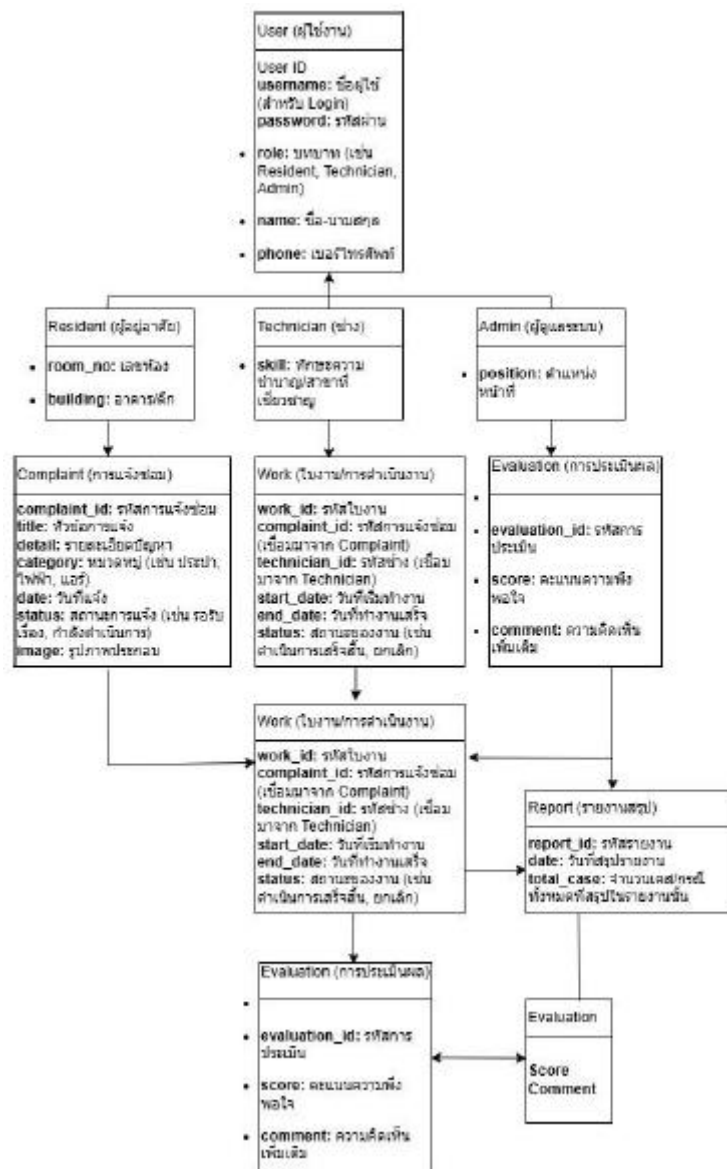 User (ผู้ใช้งาน)
User ID
username: ชื่อผู้ใช้
(สำหรับ Login)
password: รหัสผ่าน
role: บทบาท (เช่น
Resident, Technician,
Admin)
name: ชื่อ-นามสกุล
phone: เบอร์โทรศัพท์
Resident (ผู้อยู่อาศัย)
room_no: เลขห้อง
building: อาคาร/ตึก
Technician (ช่าง)
skill: ทักษะความ
ชำนาญ/สาขาที่
เชี่ยวชาญ
Admin (ผู้ดูแลระบบ)
position: ตำแหน่ง
หน้าที่
Complaint (การแจ้งซ่อม)
complaint_id: รหัสการแจ้งซ่อม
title: หัวข้อการแจ้ง
detail: รายละเอียดปัญหา
category: หมวดหมู่ (เช่น ประปา,
ไฟฟ้า, แอร์)
date: วันที่แจ้ง
status: สถานะการแจ้ง (เช่น รอรับ
เรื่อง, กำลังดำเนินการ)
image: รูปภาพประกอบ
Work (ใบงาน/การดำเนินงาน)
work_id: รหัสใบงาน
complaint_id: รหัสการแจ้งซ่อม
(เชื่อมมาจาก Complaint)
technician_id: รหัสช่าง (เชื่อม
มาจาก Technician)
start_date: วันที่เริ่มทำงาน
end_date: วันที่ทำงานเสร็จ
status: สถานะของงาน (เช่น
ดำเนินการเสร็จสิ้น, ยกเลิก)
Evaluation (การประเมินผล)
evaluation_id: รหัสการ
ประเมิน
score: คะแนนความพึง
พอใจ
comment: ความคิดเห็น
เพิ่มเติม
Work (ใบงาน/การดำเนินงาน)
work_id: รหัสใบงาน
complaint_id: รหัสการแจ้งซ่อม
(เชื่อมมาจาก Complaint)
technician_id: รหัสช่าง (เชื่อม
มาจาก Technician)
start_date: วันที่เริ่มทำงาน
end_date: วันที่ทำงานเสร็จ
status: สถานะของงาน (เช่น
ดำเนินการเสร็จสิ้น, ยกเลิก)
Report (รายงานสรุป)
report_id: รหัสรายงาน
date: วันที่สรุปรายงาน
total_case: จำนวนเคส/กรณี
ทั้งหมดที่สรุปในรายงานนั้น
Evaluation (การประเมินผล)
evaluation_id: รหัสการ
ประเมิน
score: คะแนนความพึง
พอใจ
comment: ความคิดเห็น
เพิ่มเติม
Evaluation
Score
Comment